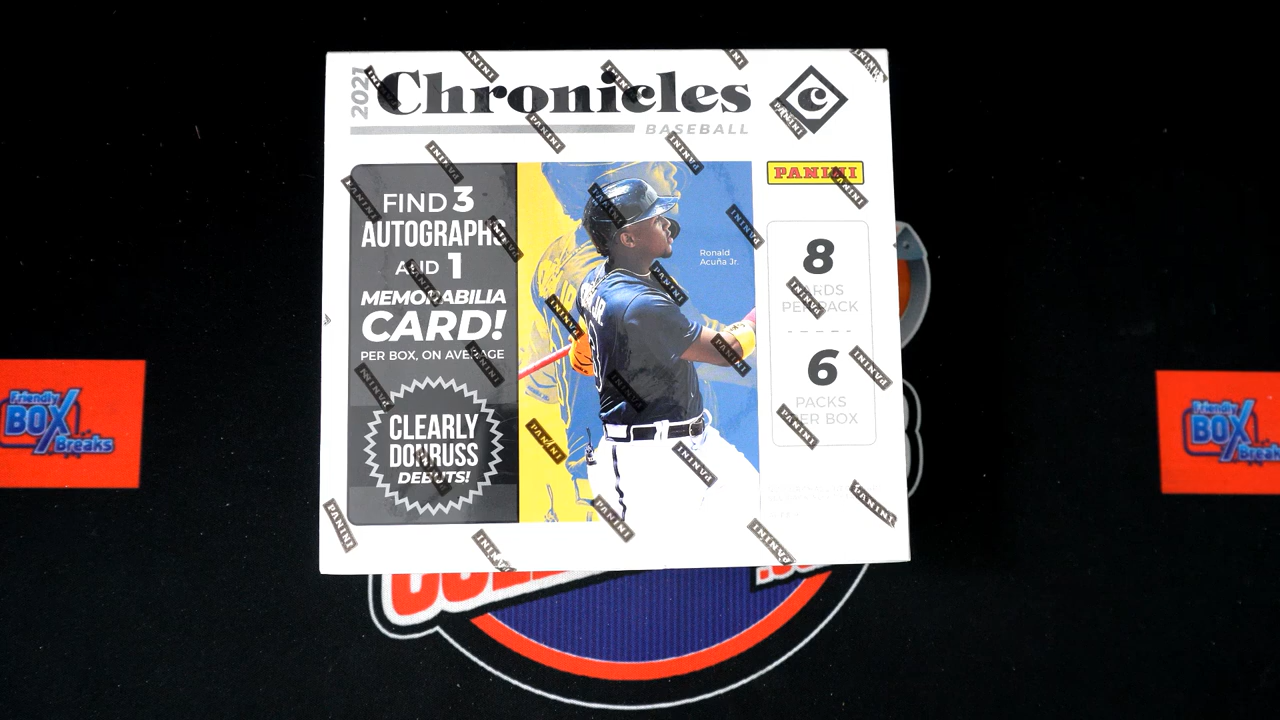 2021
Chronicles
BASEBALL
C
PANINI
FIND 3
AUTOGRAPHS
AND 1
MEMORABILIA
CARD!
PER BOX, ON AVERAGE
CLEARLY
DONRUSS
DEBUTS!
Ronald
Acuña Jr.
8
CARDS
PER PACK
6
PACKS
PER BOX
Friendly
BOX
Breaks
Friendly
BOX
Breaks